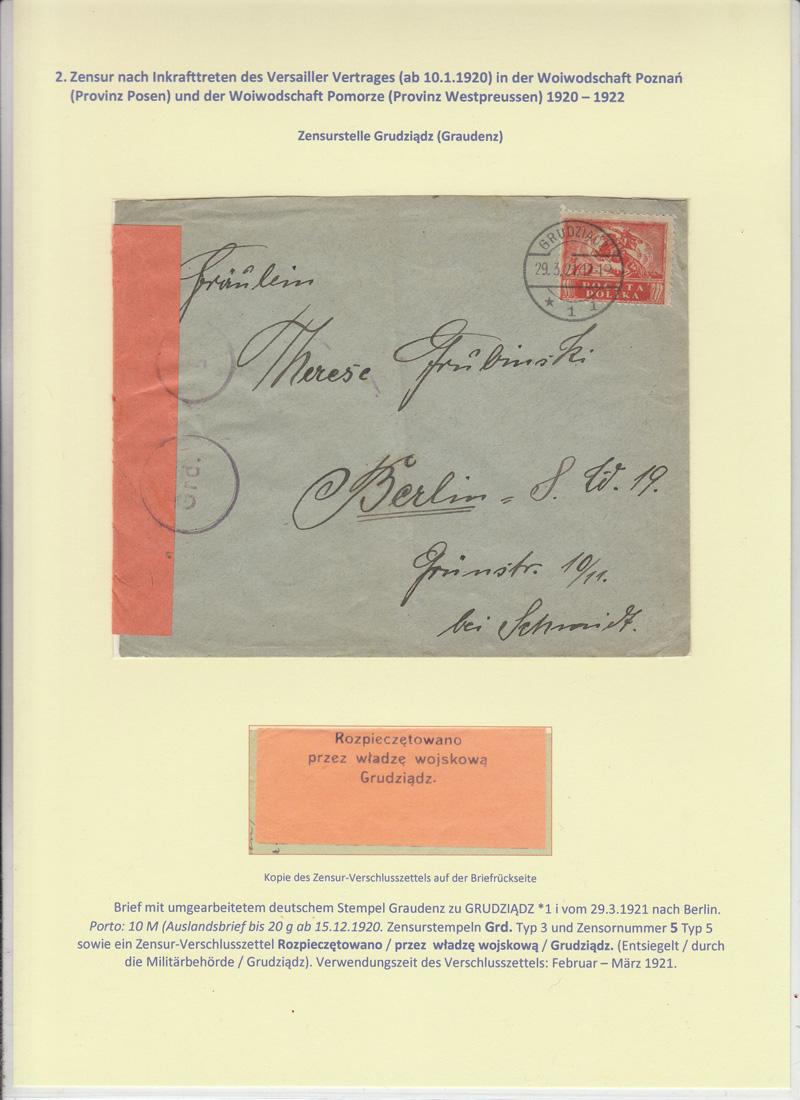 2. Zensur nach Inkrafttreten des Versailler Vertrages (ab 10.1.1920) in der Woiwodschaft Poznań
(Provinz Posen) und der Woiwodschaft Pomorze (Provinz Westpreussen) 1920 – 1922
Zensurstelle Grudziądz (Graudenz)
GRUDZIĄDZ
29.3.21.12-1N
* 1 i
POCZTA
POLSKA
Fräulein
Therese Grübinski
5
Grd.
Berlin = S. W. 19.
Grünstr. 10/11.
bei Schmidt.
Rozpieczętowano
przez władzę wojskową
Grudziądz.
Kopie des Zensur-Verschlusszettels auf der Briefrückseite
Brief mit umgearbeitetem deutschem Stempel Graudenz zu GRUDZIĄDZ *1 i vom 29.3.1921 nach Berlin.
Porto: 10 M (Auslandsbrief bis 20 g ab 15.12.1920. Zensurstempeln Grd. Typ 3 und Zensornummer 5 Typ 5
sowie ein Zensur-Verschlusszettel Rozpieczętowano / przez władzę wojskową / Grudziądz. (Entsiegelt / durch
die Militärbehörde / Grudziądz). Verwendungszeit des Verschlusszettels: Februar – März 1921.